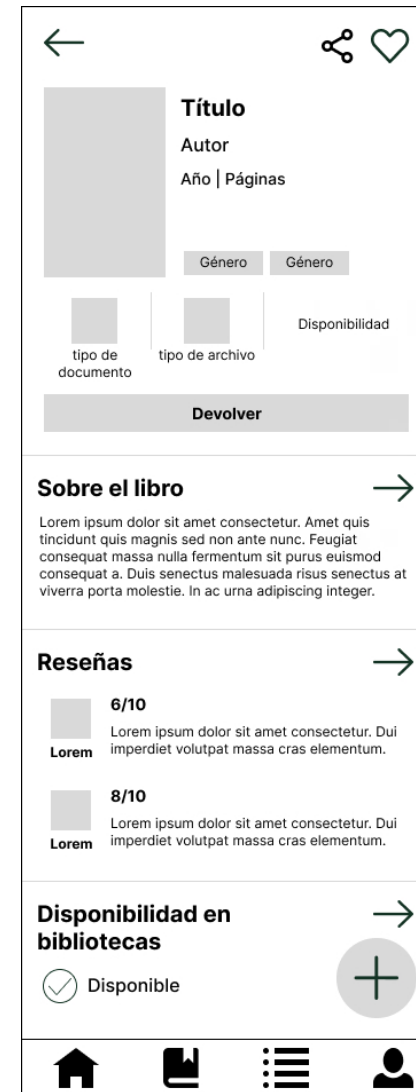 Título
Autor
Año | Páginas
Género Género
tipo de
documento
tipo de archivo
Disponibilidad
Devolver
Sobre el libro
Lorem ipsum dolor sit amet consectetur. Amet quis
tincidunt quis magnis sed non ante nunc. Feugiat
consequat massa nulla fermentum sit purus euismod
consequat a. Duis senectus malesuada risus senectus at
viverra porta molestie. In ac urna adipiscing integer.
Reseñas
6/10
Lorem ipsum dolor sit amet consectetur. Dui
imperdiet volutpat massa cras elementum.
Lorem
8/10
Lorem ipsum dolor sit amet consectetur. Dui
imperdiet volutpat massa cras elementum.
Lorem
Disponibilidad en
bibliotecas
Disponible